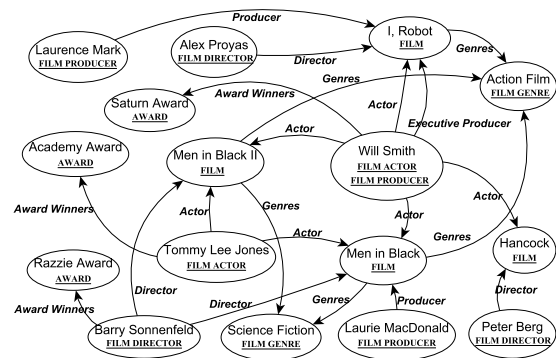 Producer
I, Robot
FILM
Laurence Mark
FILM PRODUCER
Alex Proyas
FILM DIRECTOR
Director
Genres
Genres
Action Film
FILM GENRE
Saturn Award
AWARD
Award Winners
Actor
Executive Producer
Academy Award
AWARD
Men in Black II
FILM
Actor
Will Smith
FILM ACTOR
FILM PRODUCER
Actor
Award Winners
Actor
Genres
Actor
Actor
Tommy Lee Jones
FILM ACTOR
Men in Black
FILM
Genres
Hancock
FILM
Razzie Award
AWARD
Award Winners
Director
Director
Genres
Producer
Director
Barry Sonnenfeld
FILM DIRECTOR
Science Fiction
FILM GENRE
Laurie MacDonald
FILM PRODUCER
Peter Berg
FILM DIRECTOR